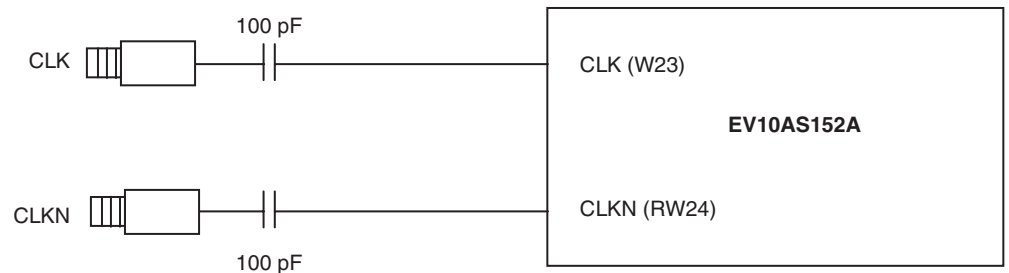 100 pF
CLK
CLK (W23)
EV10AS152A
CLKN
CLKN (RW24)
100 pF